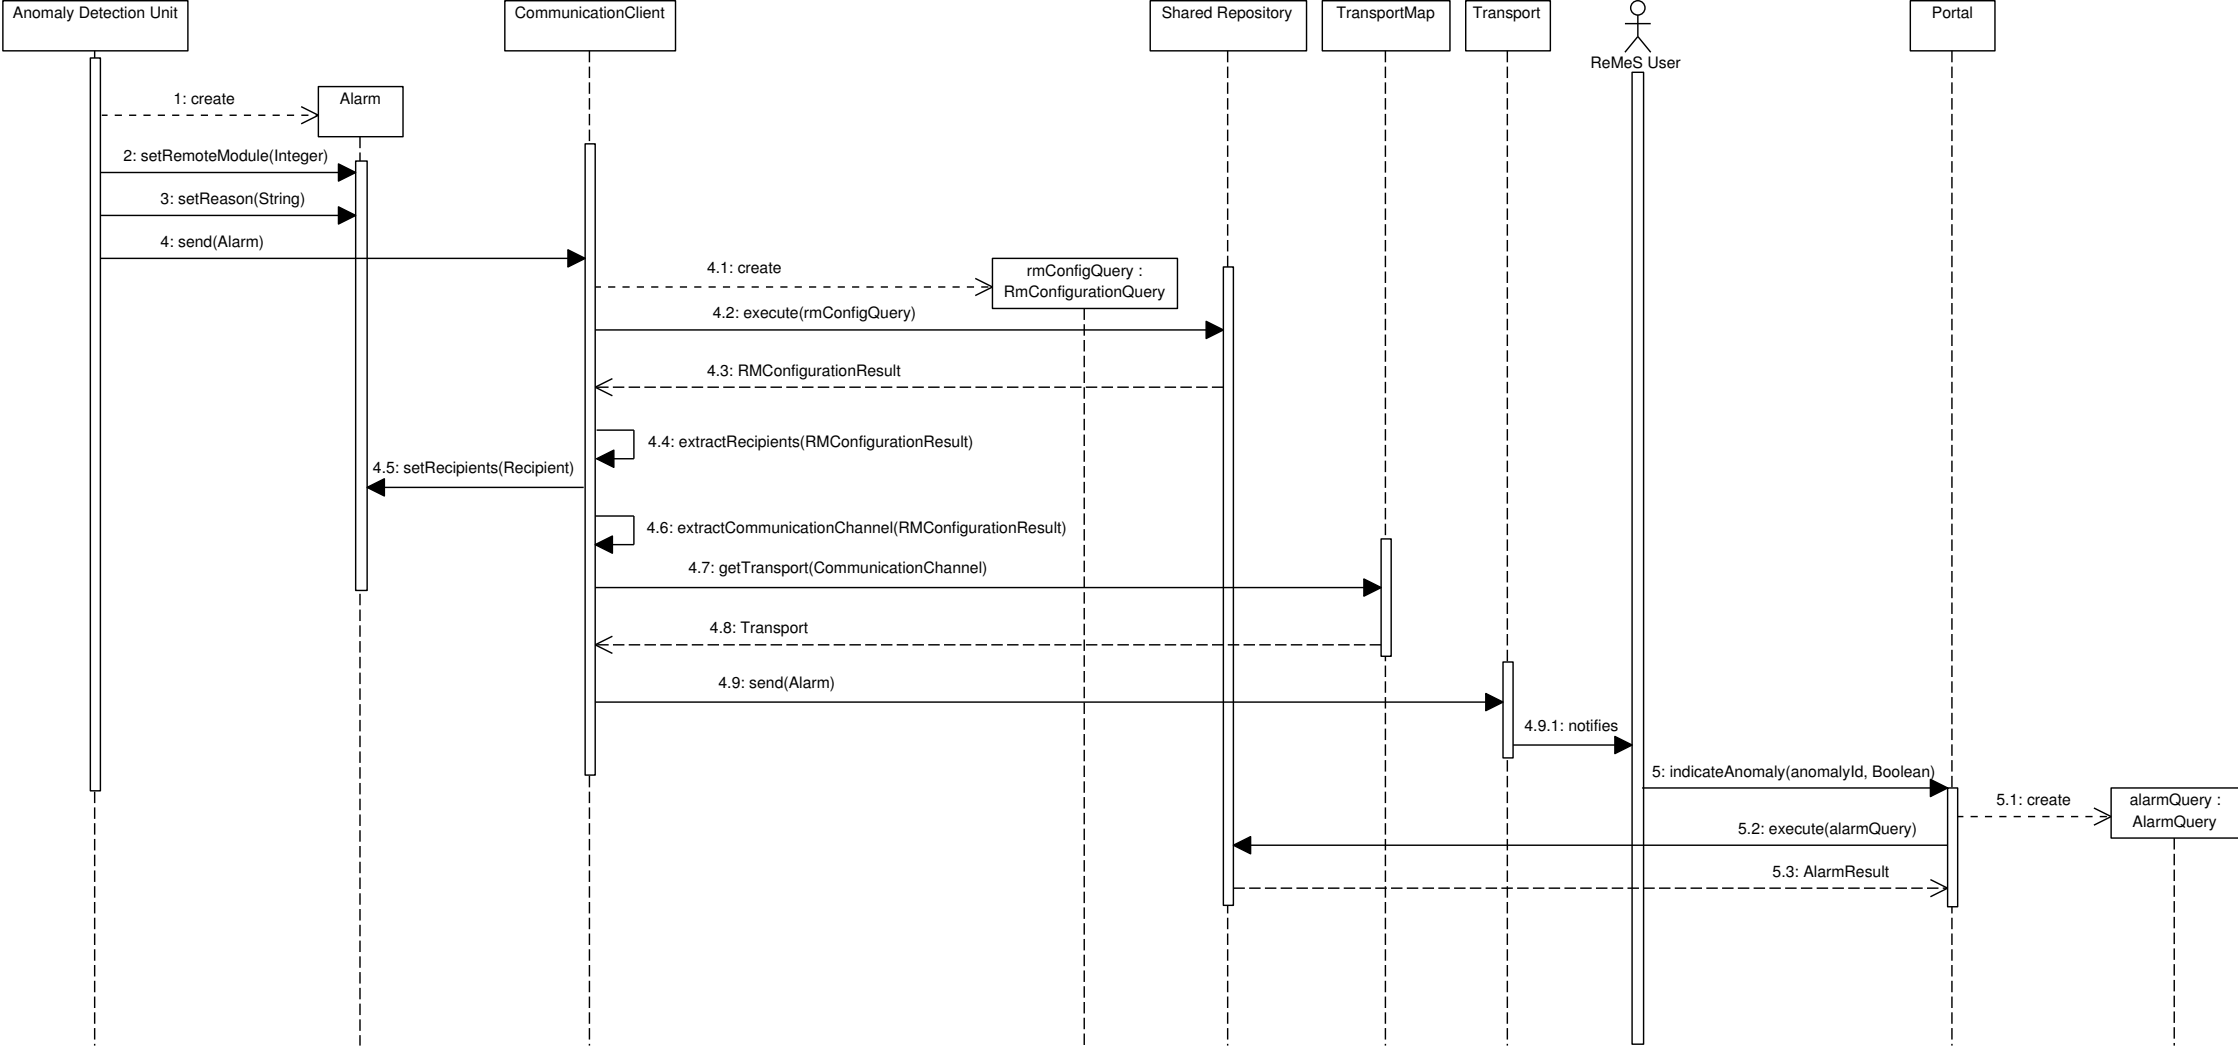 Anomaly Detection Unit
CommunicationClient
Shared Repository
TransportMap
Transport
Portal
ReMeS User
1: create
Alarm
2: setRemoteModule(Integer)
3: setReason(String)
4: send(Alarm)
4.1: create
rmConfigQuery :
RmConfigurationQuery
4.2: execute(rmConfigQuery)
4.3: RMConfigurationResult
4.4: extractRecipients(RMConfigurationResult)
4.5: setRecipients(Recipient)
4.6: extractCommunicationChannel(RMConfigurationResult)
4.7: getTransport(CommunicationChannel)
4.8: Transport
4.9: send(Alarm)
4.9.1: notifies
5: indicateAnomaly(anomalyId, Boolean)
5.1: create
alarmQuery :
AlarmQuery
5.2: execute(alarmQuery)
5.3: AlarmResult